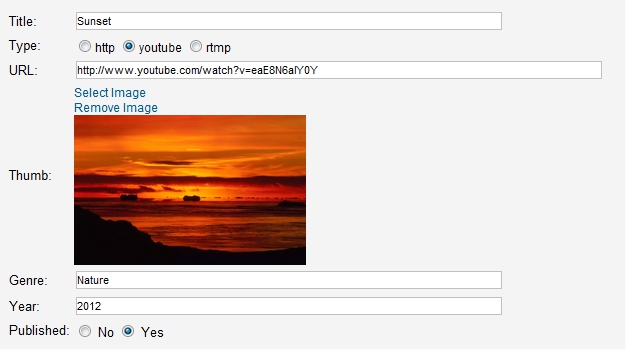 Title: Sunset
Type: http youtube rtmp
URL: http://www.youtube.com/watch?v=eaE8N6alY0Y
Select Image
Remove Image
Thumb:
Genre: Nature
Year: 2012
Published: No Yes